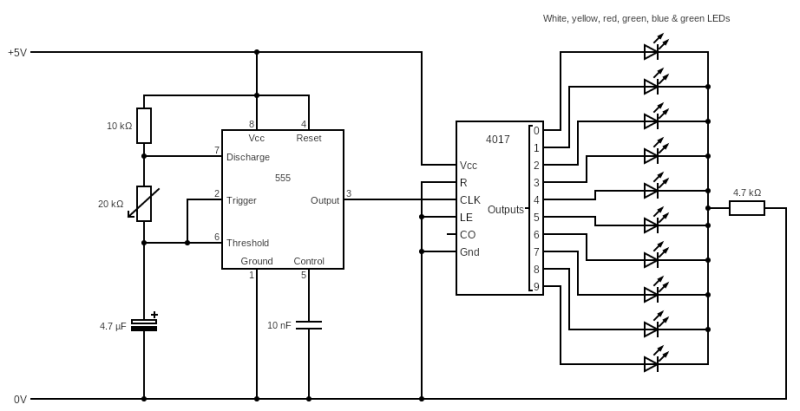 White, yellow, red, green, blue & green LEDs
+5V
10 kΩ
8
4
Vcc
Reset
7
Discharge
555
20 kΩ
2
Trigger
Output
3
6
Threshold
Ground
Control
1
5
4.7 µF
+
10 nF
0V
4017
Vcc
R
CLK
LE
CO
Gnd
Outputs
0
1
2
3
4
5
6
7
8
9
4.7 kΩ